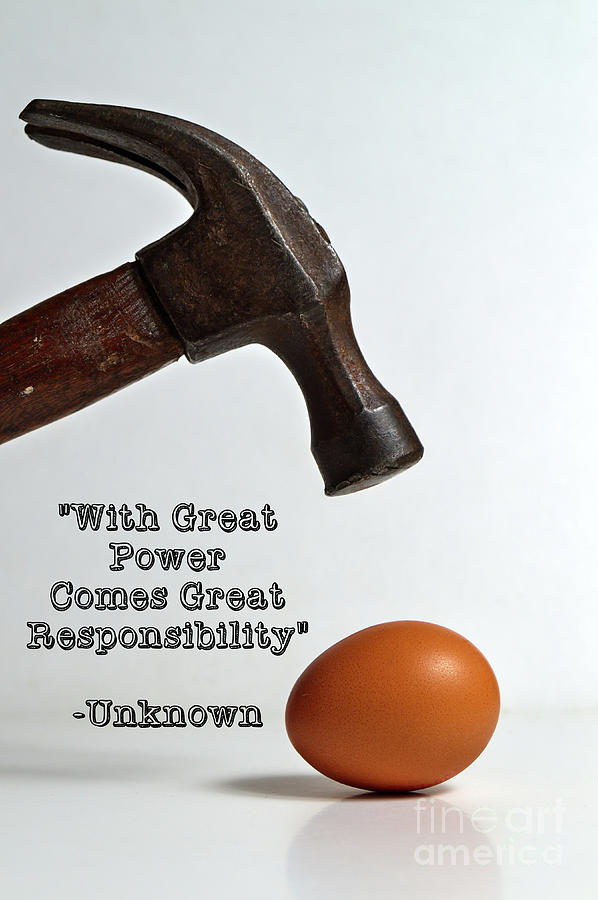 "With Great
Power
Comes Great
Responsibility"
-Unknown
fineart
america